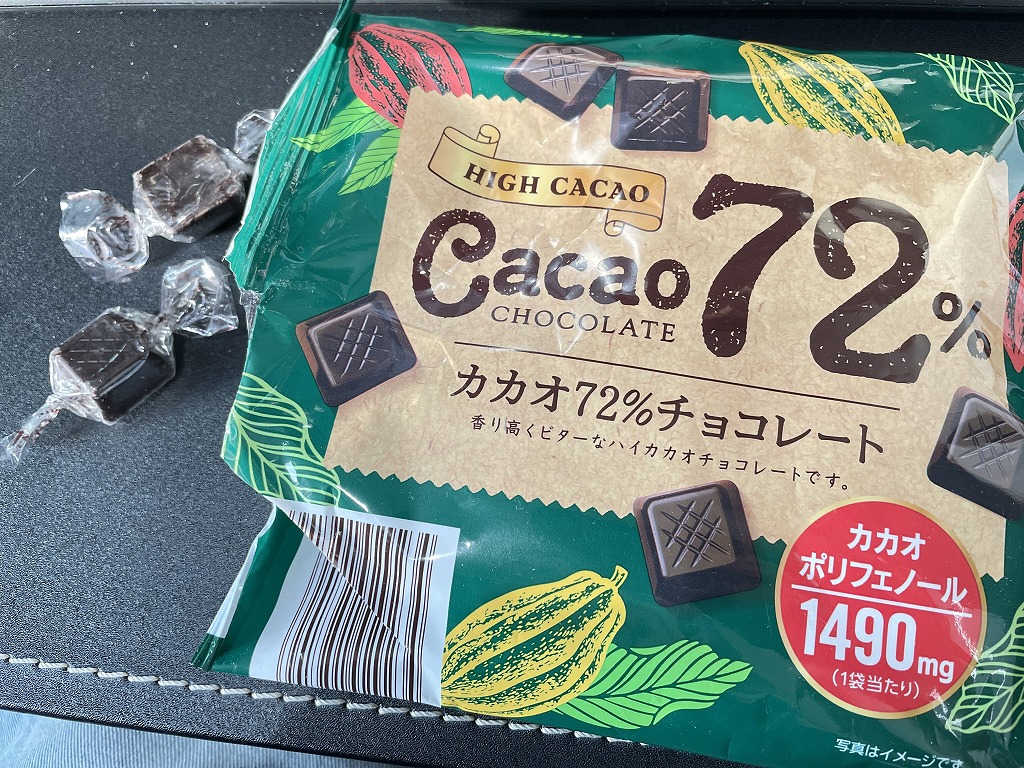 HIGH CACAO
Cacao 72%
CHOCOLATE
カカオ72%チョコレート
香り高くビターなハイカカオチョコレートです。
カカオ
ポリフェノール
1490mg
(1袋当たり)
写真はイメージです